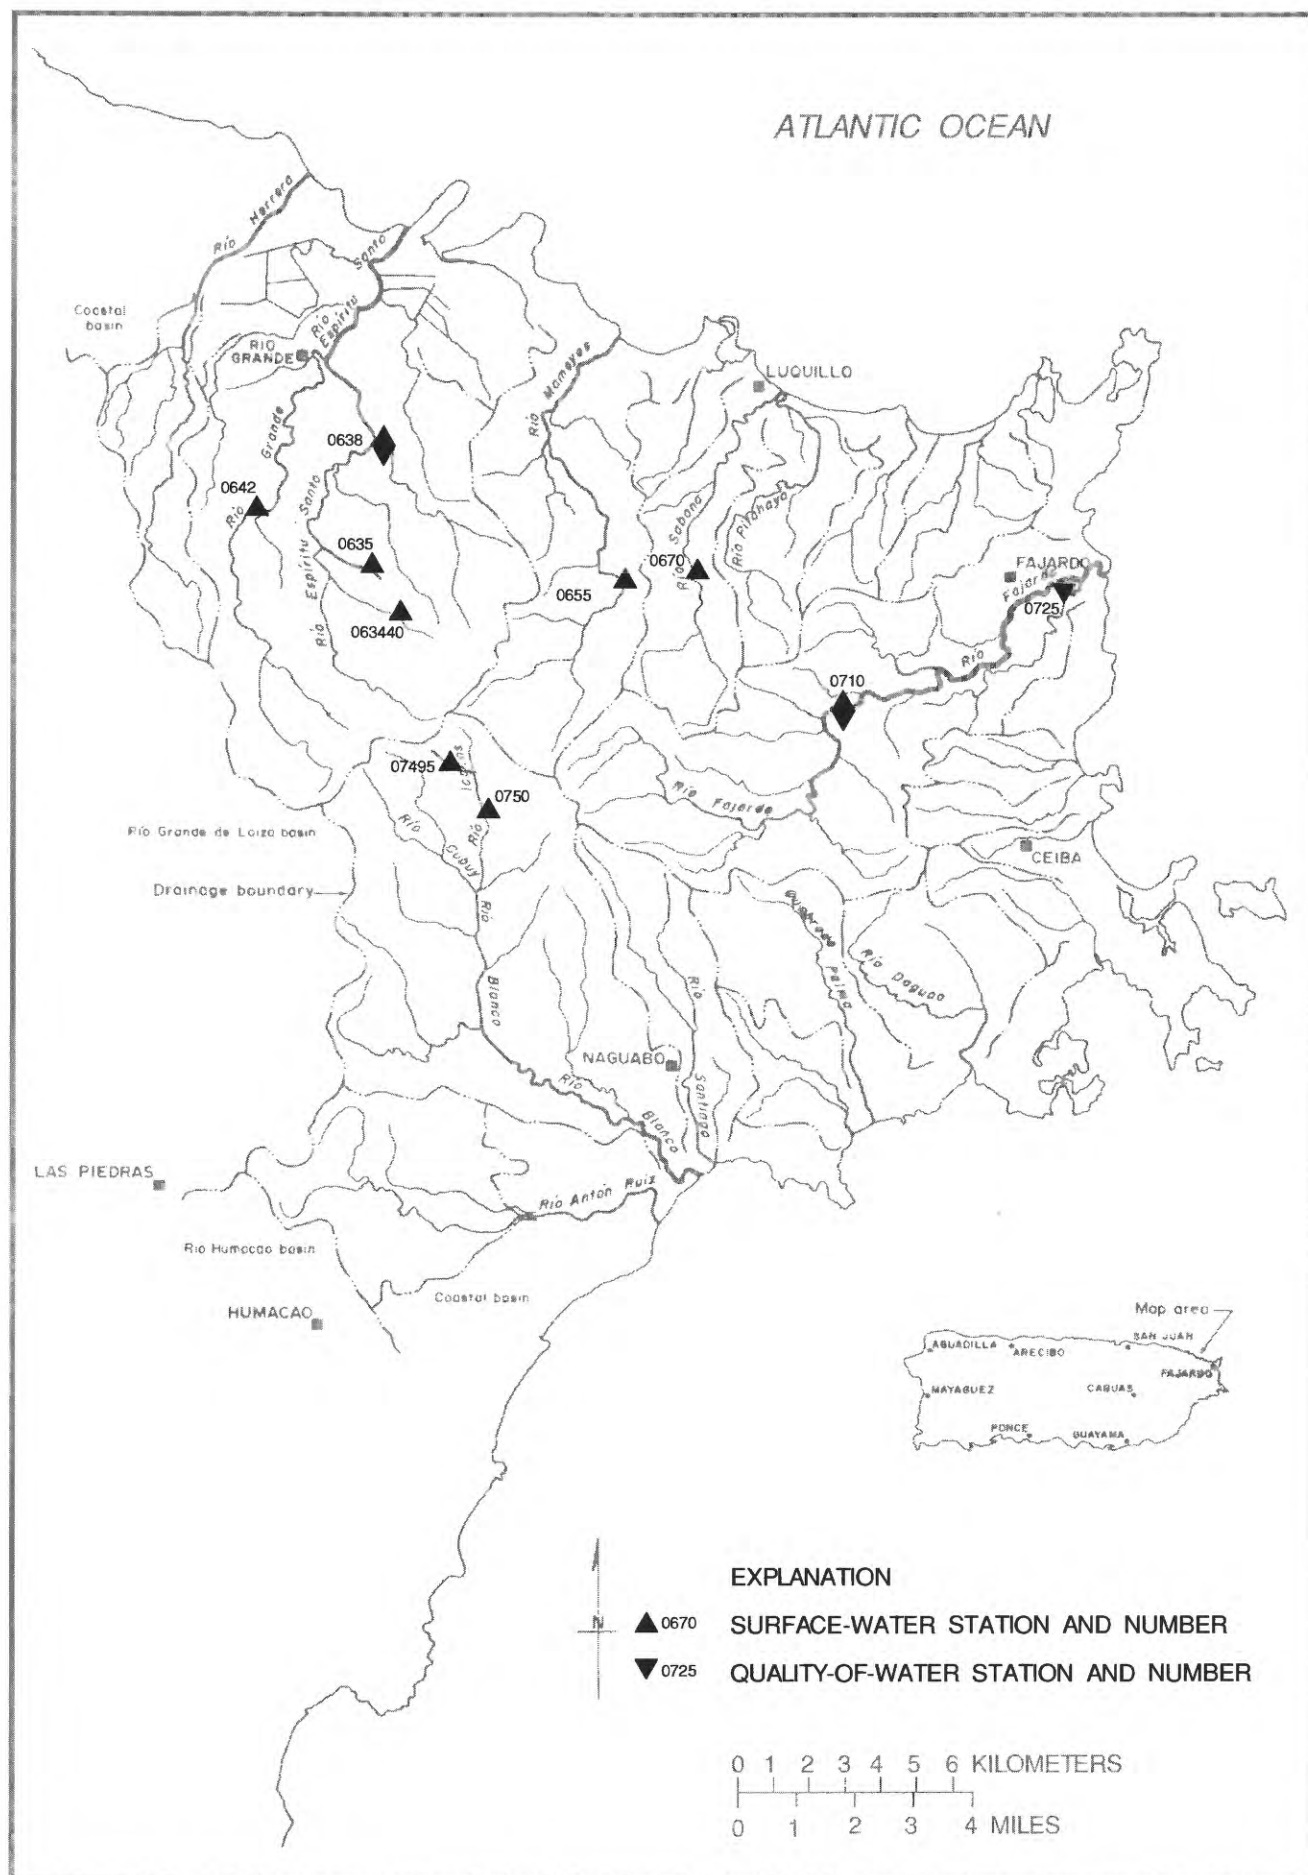 ATLANTIC OCEAN
Río Herrera
Santo
Río Espíritu
Coastal
basin
RIO
GRANDE
Río Mameyes
LUQUILLO
Grande
0638
0642
Río
Espíritu Santo
Río
0635
063440
0655
0670
Sabana
Río Pitahaya
FAJARDO
Fajardo
0725
Río
0710
07495
0750
Río Fajardo
Río
Cubuy
Río
Río Grande de Loiza basin
CEIBA
Drainage boundary
Río
Blanco
Quebrada
Palma
Río Daguao
Río
Santiago
NAGUABO
Río
Blanco
LAS PIEDRAS
Río Antón Ruiz
Río Humacao basin
Coastal basin
HUMACAO
Map area
SAN JUAN
AGUADILLA
ARECIBO
FAJARDO
MAYAGUEZ
CAGUAS
PONCE
GUAYAMA
EXPLANATION
N
0670 SURFACE-WATER STATION AND NUMBER
0725 QUALITY-OF-WATER STATION AND NUMBER
0 1 2 3 4 5 6 KILOMETERS
0 1 2 3 4 MILES